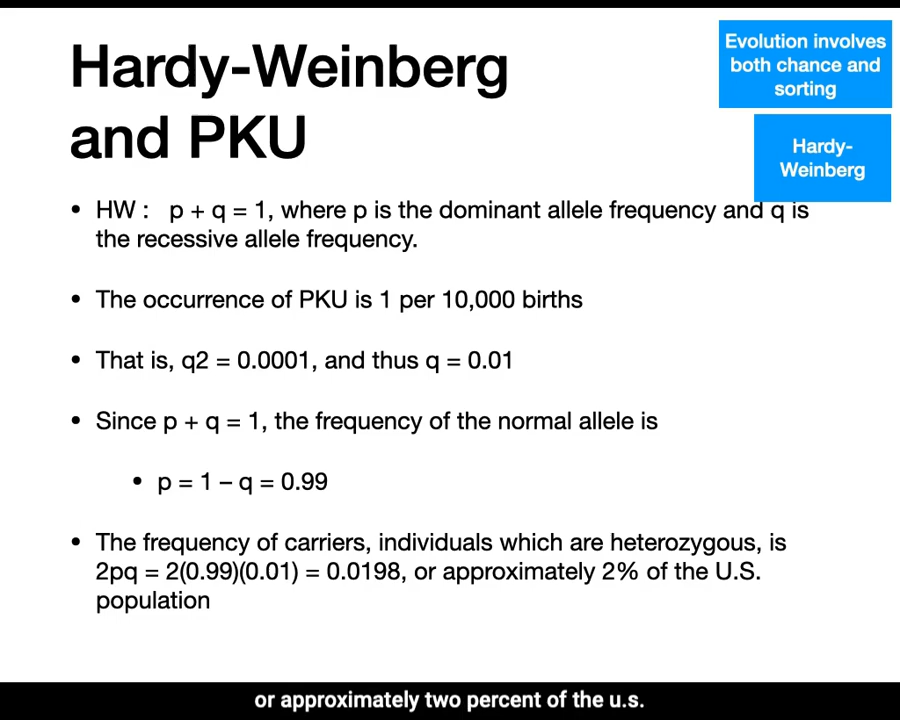 Hardy-Weinberg
and PKU
Evolution involves
both chance and
sorting
Hardy-
Weinberg
• HW :   p + q = 1, where p is the dominant allele frequency and q is
the recessive allele frequency.
• The occurrence of PKU is 1 per 10,000 births
• That is, q2 = 0.0001, and thus q = 0.01
• Since p + q = 1, the frequency of the normal allele is
• p = 1 – q = 0.99
• The frequency of carriers, individuals which are heterozygous, is
2pq = 2(0.99)(0.01) = 0.0198, or approximately 2% of the U.S.
population
or approximately two percent of the u.s.